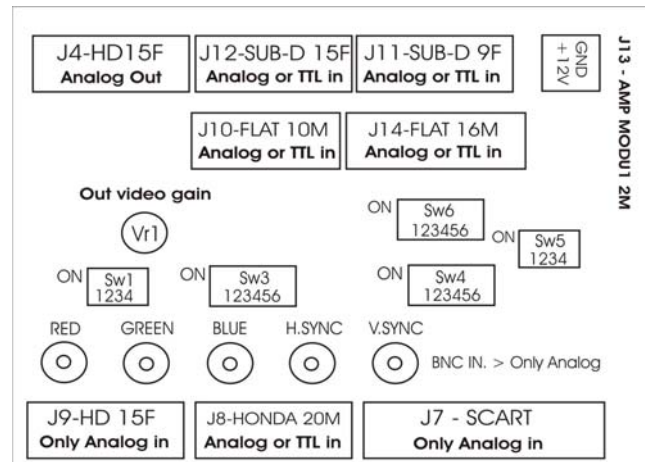 J4-HD15F
Analog Out
J12-SUB-D 15F
Analog or TTL in
J11-SUB-D 9F
Analog or TTL in
GND
+12V
J13 - AMP MODU1 2M
J10-FLAT 10M
Analog or TTL in
J14-FLAT 16M
Analog or TTL in
Out video gain
Vr1
ON
Sw6
123456
ON
Sw5
1234
ON
Sw1
1234
ON
Sw3
123456
ON
Sw4
123456
RED
GREEN
BLUE
H.SYNC
V.SYNC
BNC IN. > Only Analog
J9-HD 15F
Only Analog in
J8-HONDA 20M
Analog or TTL in
J7 - SCART
Only Analog in